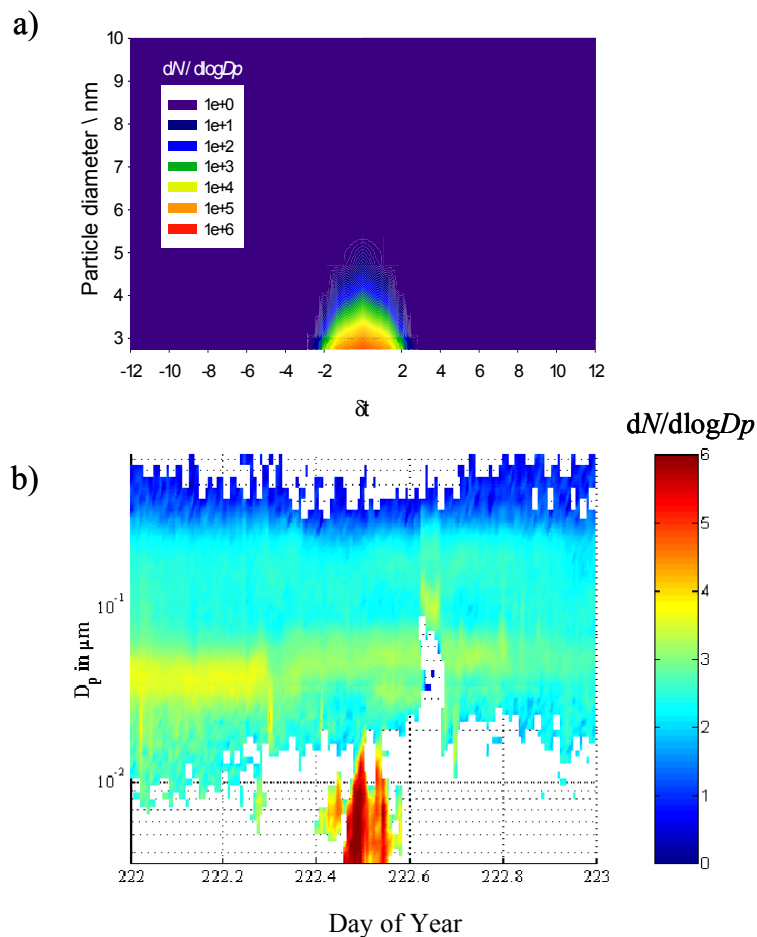 a)
10
9
8
7
6
5
4
3
Particle diameter \ nm
dN/ dlogDp
1e+0
1e+1
1e+2
1e+3
1e+4
1e+5
1e+6
-12 -10 -8 -6 -4 -2 0 2 4 6 8 10 12
δt
b)
dN/dlogDp
6
5
4
3
2
1
0
10-1
10-2
Dp in μm
222 222.2 222.4 222.6 222.8 223
Day of Year